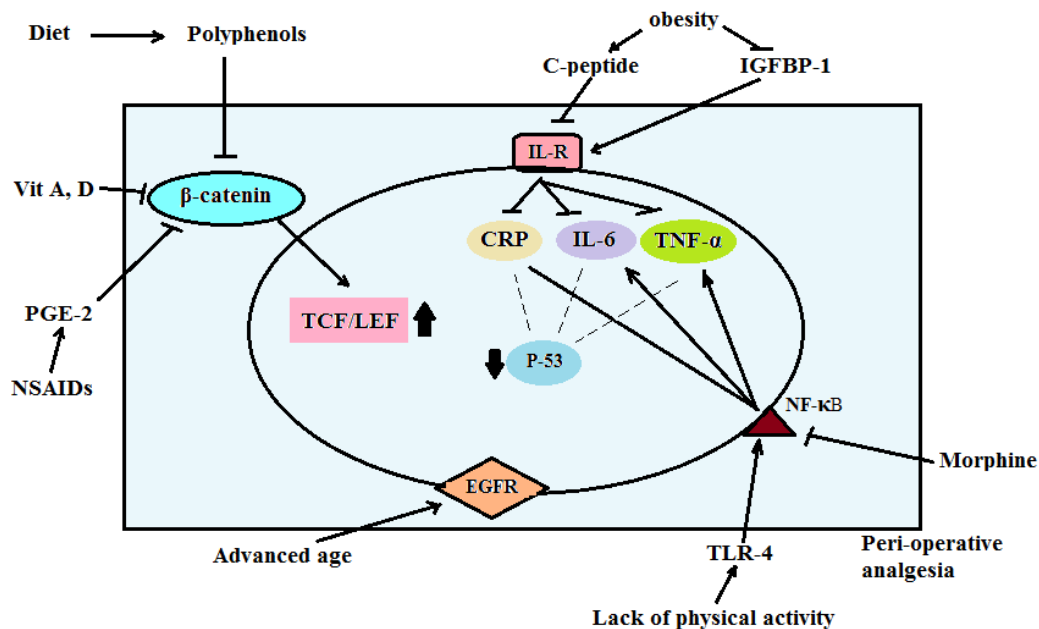 obesity
Diet
Polyphenols
C-peptide
IGFBP-1
IL-R
Vit A, D
β-catenin
CRP
IL-6
TNF-α
PGE-2
TCF/LEF
P-53
NSAIDs
NF-κB
Morphine
EGFR
Advanced age
TLR-4
Peri-operative
analgesia
Lack of physical activity